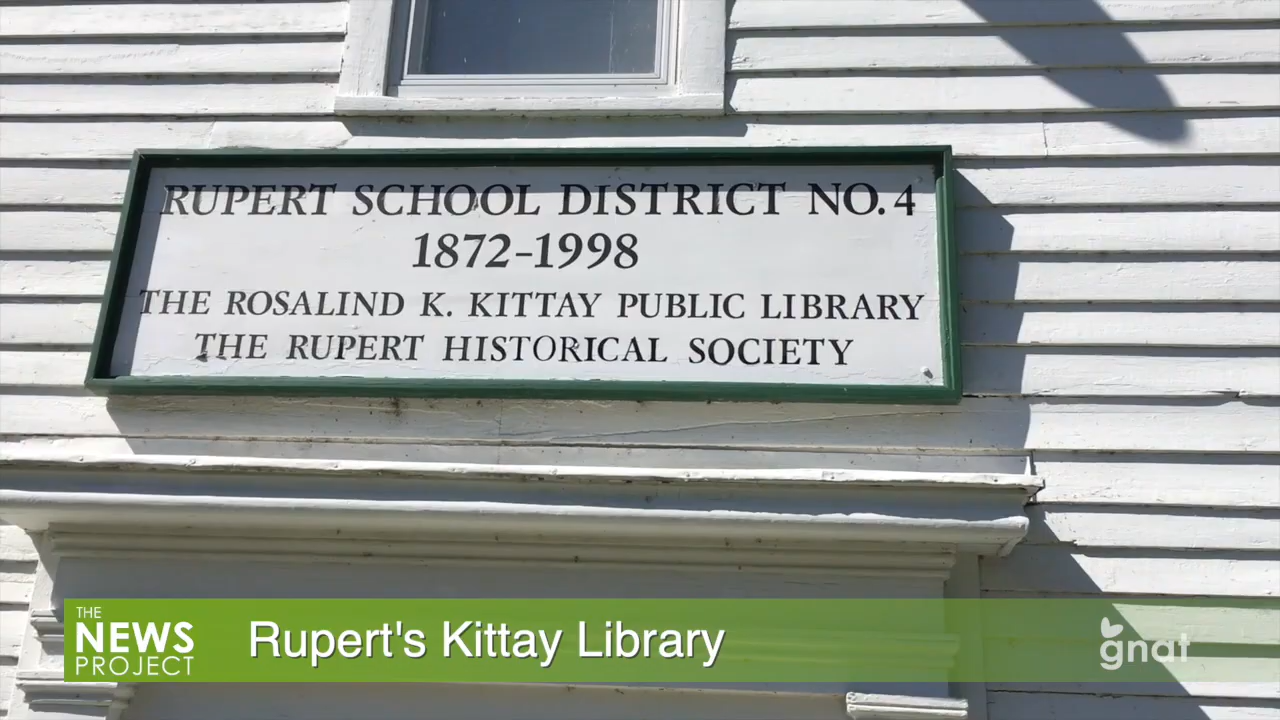 RUPERT SCHOOL DISTRICT NO. 4
1872-1998
THE ROSALIND K. KITTAY PUBLIC LIBRARY
THE RUPERT HISTORICAL SOCIETY
THE
NEWS
PROJECT
Rupert's Kittay Library
gnat